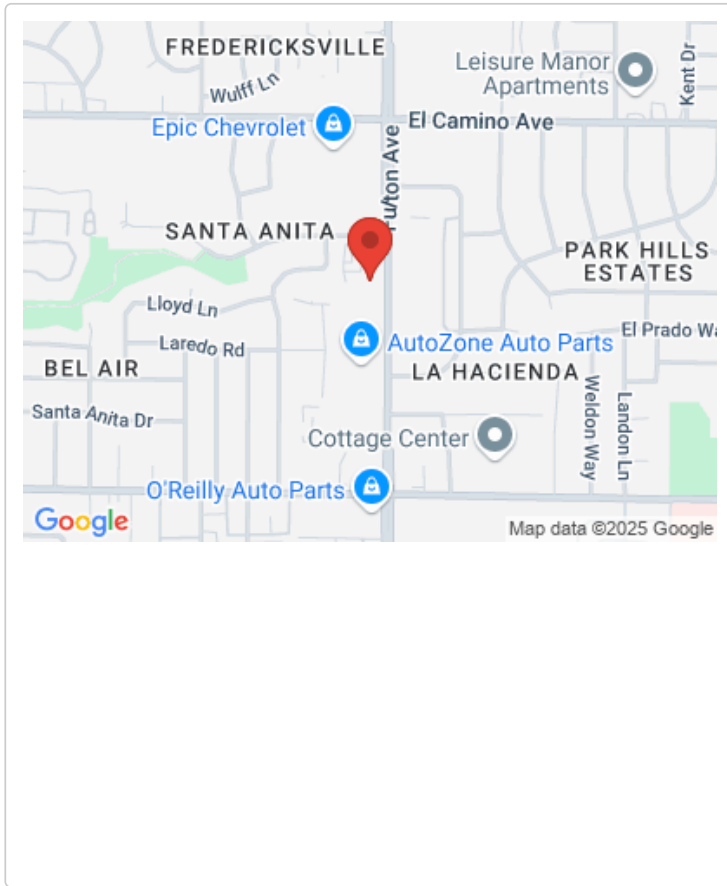 FREDERICKSVILLE
Leisure Manor
Apartments
Kent Dr
Wulff Ln
Epic Chevrolet
El Camino Ave
Fulton Ave
SANTA ANITA
PARK HILLS
ESTATES
Lloyd Ln
El Prado Wa
Laredo Rd
AutoZone Auto Parts
BEL AIR
LA HACIENDA
Weldon Way
Landon Ln
Santa Anita Dr
Cottage Center
O'Reilly Auto Parts
Google
Map data ©2025 Google